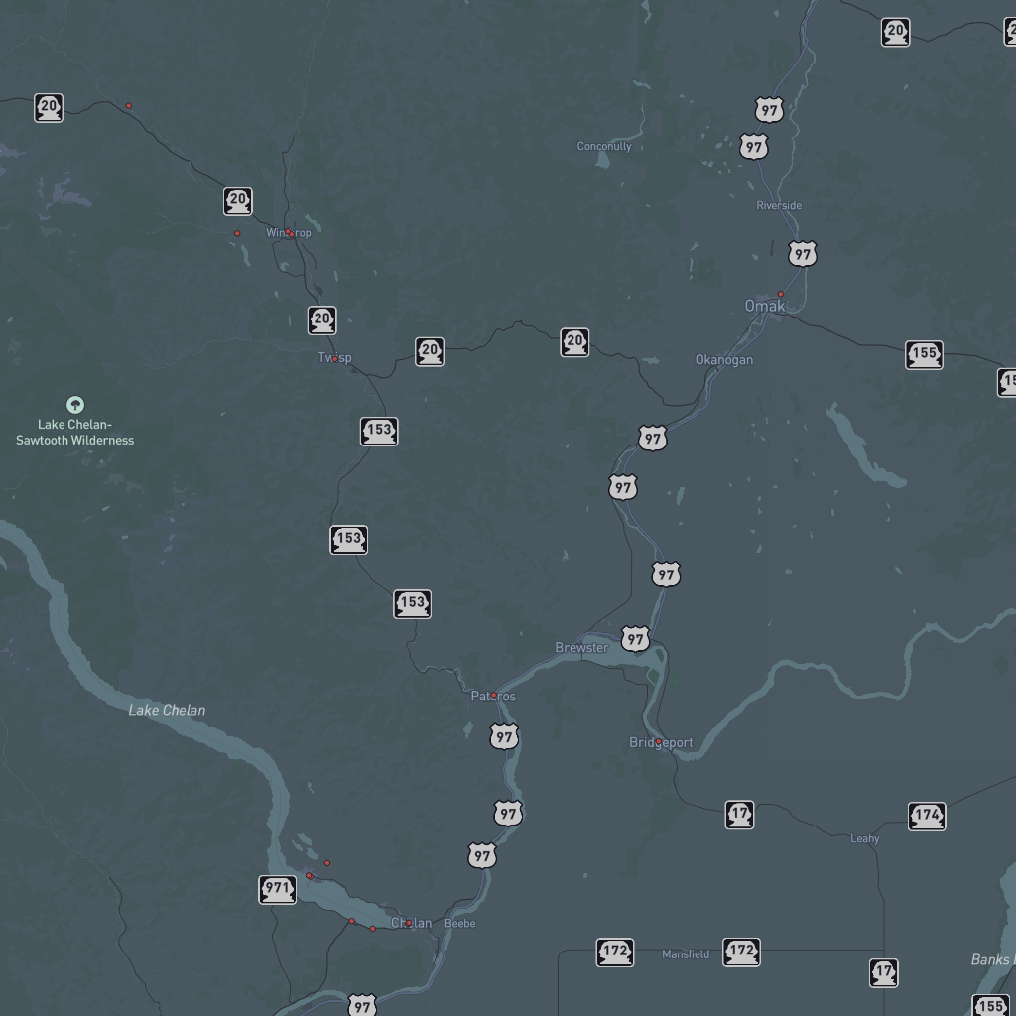 20
2
97
20
97
Conconully
20
Riverside
Winthrop
97
Omak
20
20
20
155
Twisp
Okanogan
15
Lake Chelan-
Sawtooth Wilderness
153
97
97
153
97
153
97
Brewster
Pateros
Lake Chelan
97
Bridgeport
97
17
174
Leahy
97
971
Chelan
Beebe
172
Mansfield
172
Banks
17
97
155